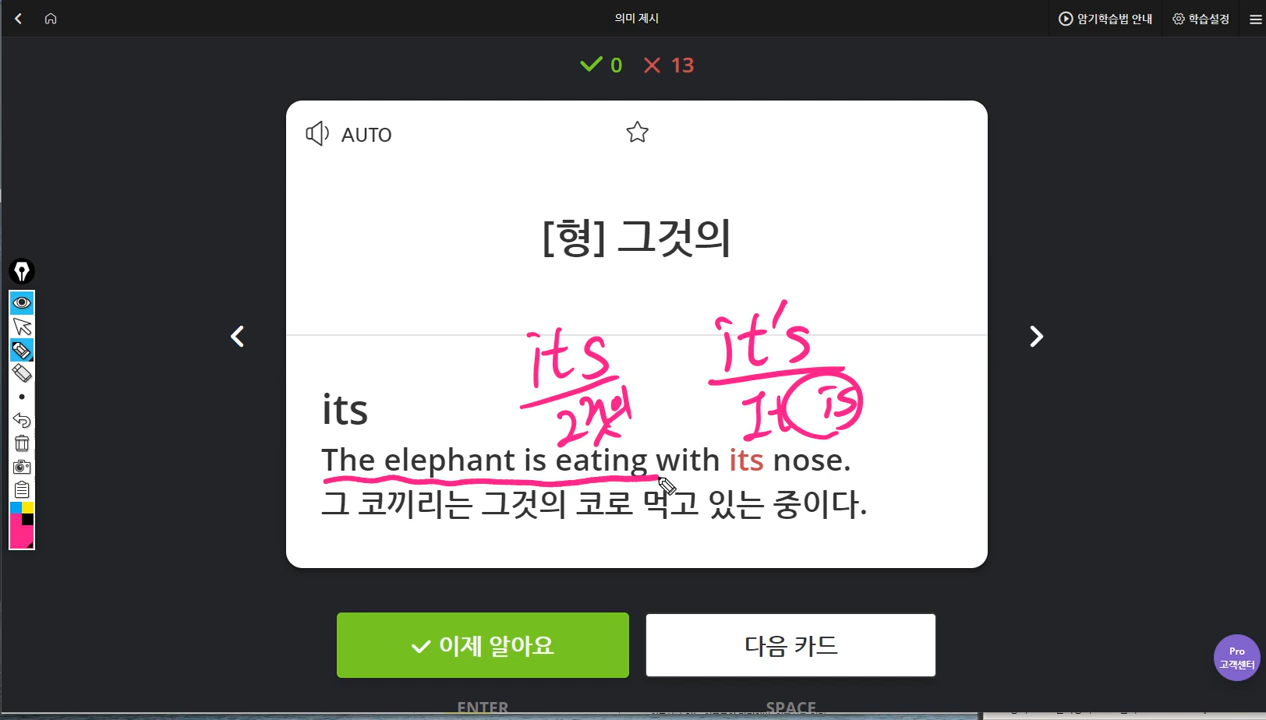 의미 제시
암기학습법 안내
학습설정
0
13
AUTO
[형] 그것의
its
it's
It is
its
그것의
The elephant is eating with its nose.
그 코끼리는 그것의 코로 먹고 있는 중이다.
이제 알아요
다음 카드
Pro
고객센터
ENTER
SPACE